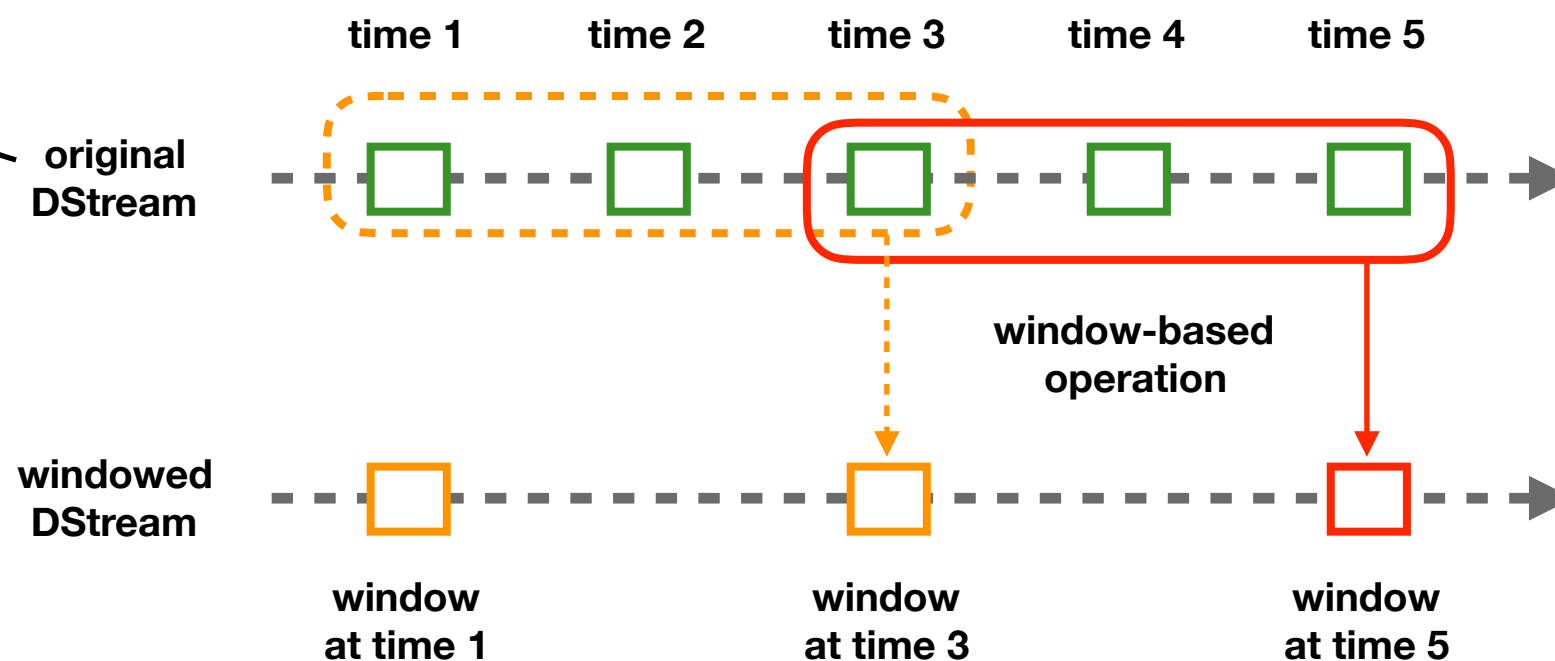 time 1 time 2 time 3 time 4 time 5
original
DStream
window-based
operation
windowed
DStream
window
at time 1
window
at time 3
window
at time 5